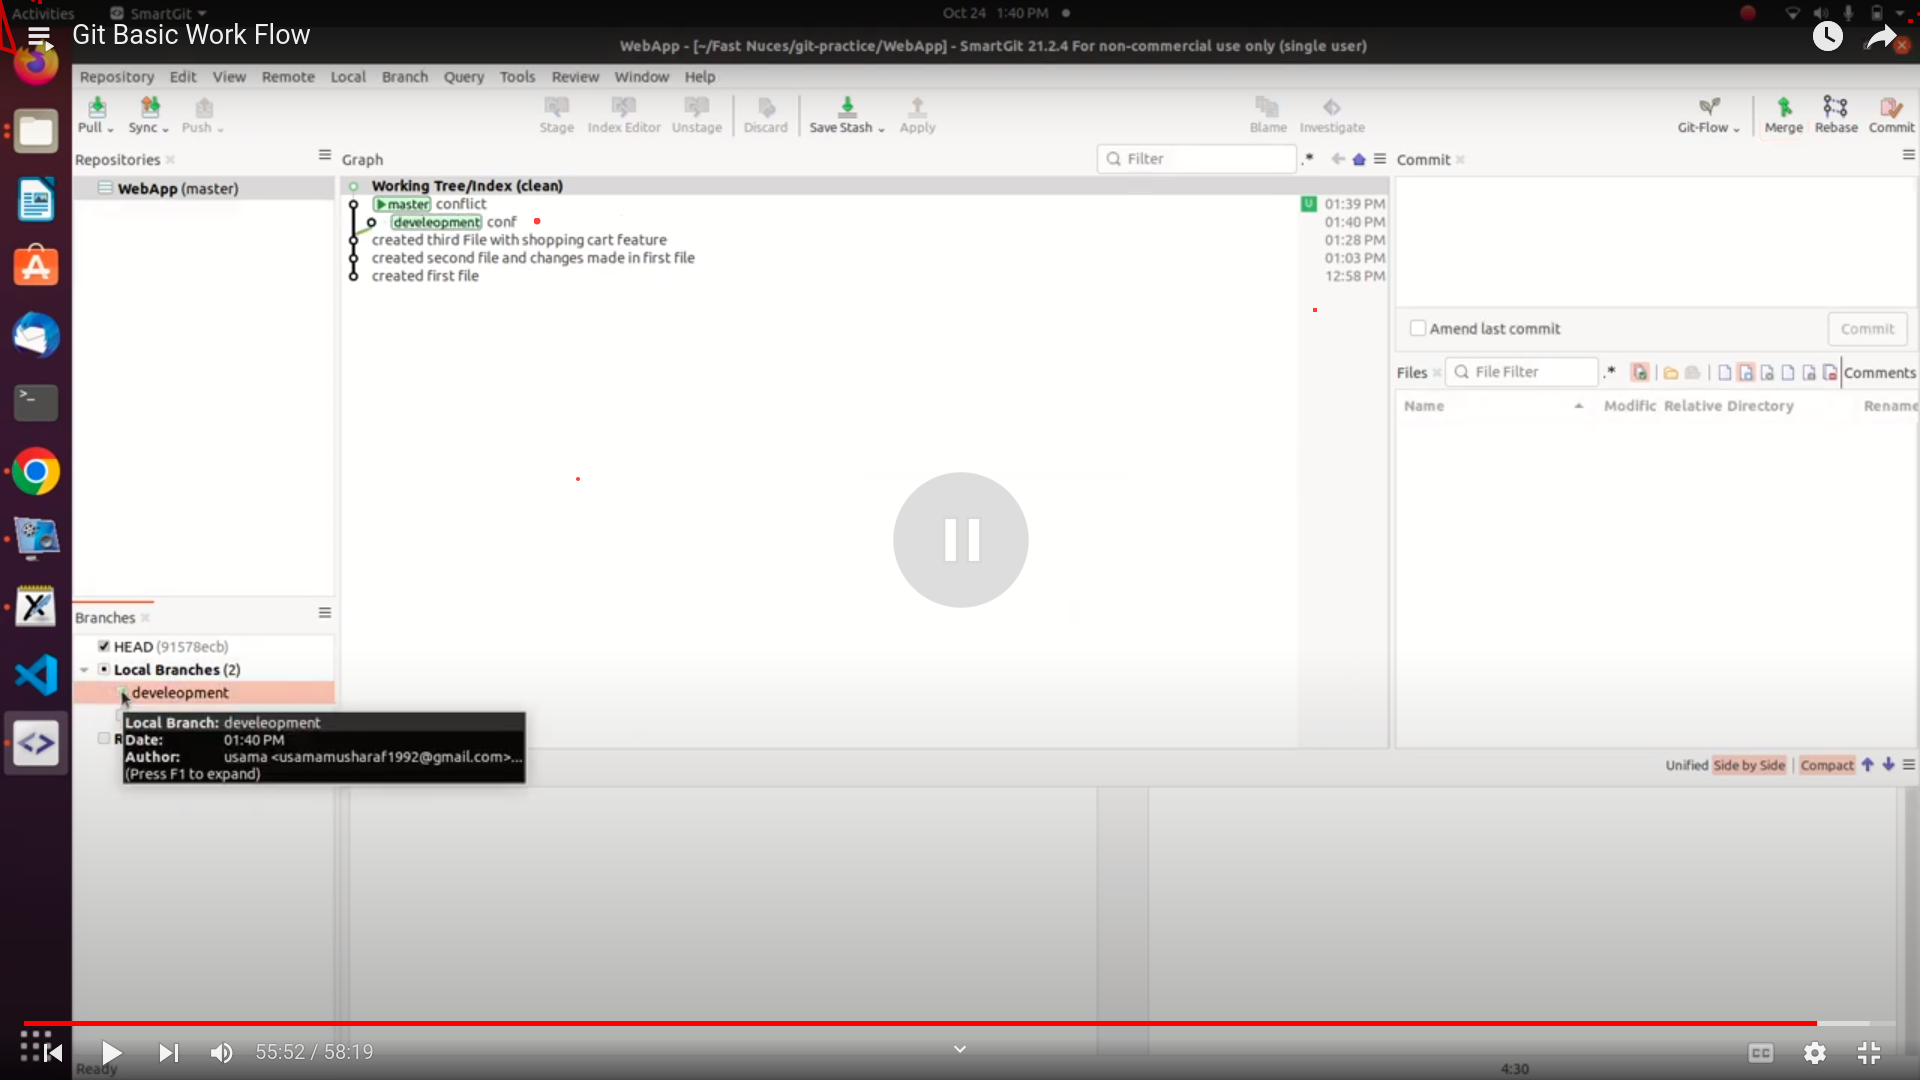 Activities SmartGit Oct 24 1:40 PM
Git Basic Work Flow
WebApp - [~/Fast Nuces/git-practice/WebApp] - SmartGit 21.2.4 For non-commercial use only (single user)
Repository Edit View Remote Local Branch Query Tools Review Window Help
Pull Sync Push Stage Index Editor Unstage Discard Save Stash Apply Blame Investigate Git-Flow Merge Rebase Commit
Repositories Graph Filter .* Commit
WebApp (master)
Working Tree/Index (clean)
master conflict U 01:39 PM
develeopment conf 01:40 PM
created third File with shopping cart feature 01:28 PM
created second file and changes made in first file 01:03 PM
created first file 12:58 PM
Amend last commit Commit
Files File Filter .* Comments
Name Modific Relative Directory Rename
Branches
HEAD (91578ecb)
Local Branches (2)
develeopment
Local Branch: develeopment
Date: 01:40 PM
Author: usama <usamamusharaf1992@gmail.com>...
(Press F1 to expand)
Unified Side by Side | Compact
55:52 / 58:19 CC
Ready 4:30